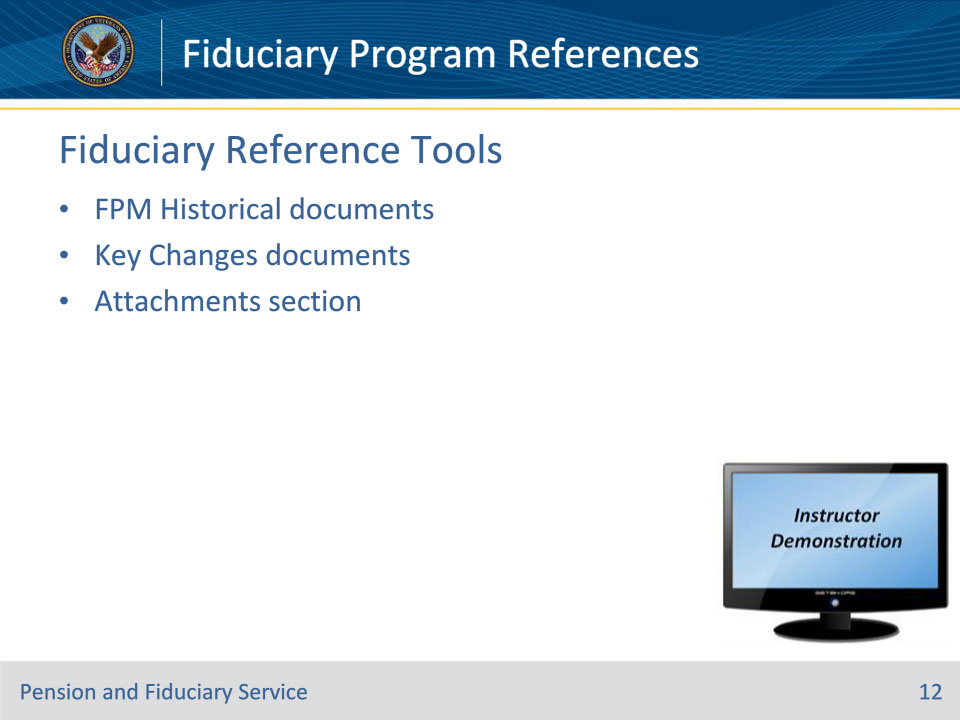 Fiduciary Program References
Fiduciary Reference Tools
• FPM Historical documents
• Key Changes documents
• Attachments section
Instructor
Demonstration
Pension and Fiduciary Service
12